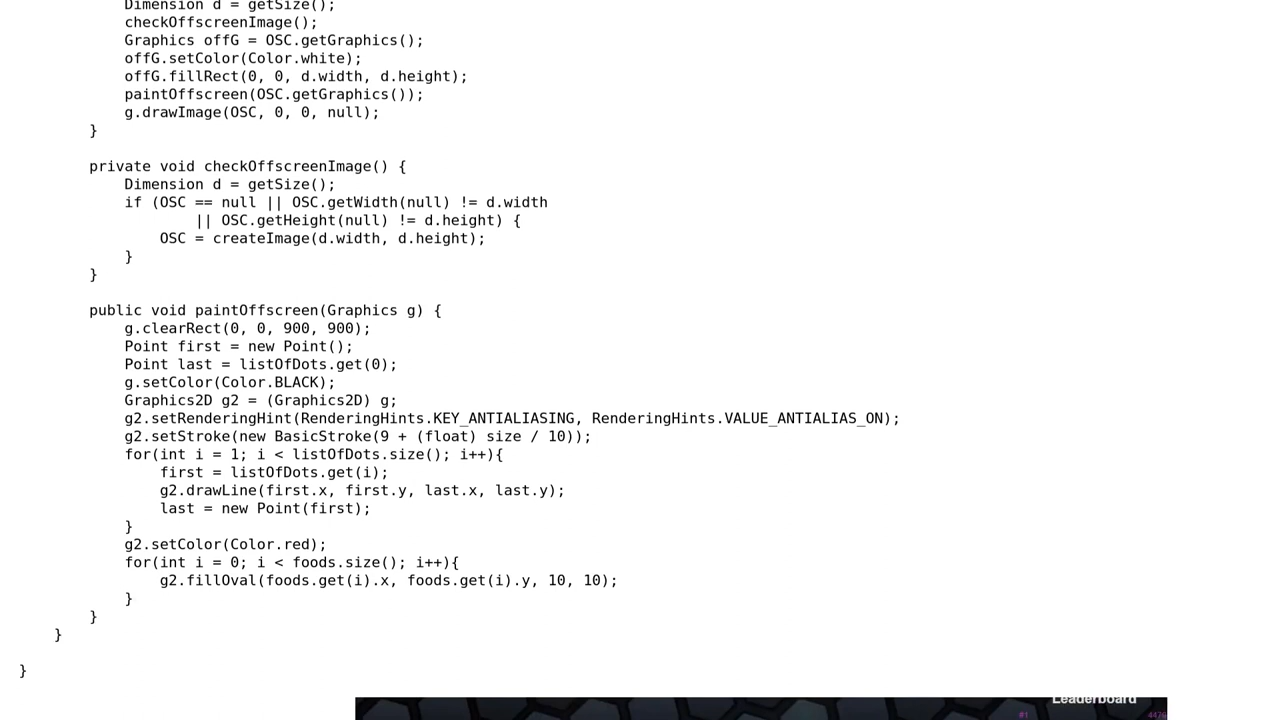 Dimension d = getSize();
        checkOffscreenImage();
        Graphics offG = OSC.getGraphics();
        offG.setColor(Color.white);
        offG.fillRect(0, 0, d.width, d.height);
        paintOffscreen(OSC.getGraphics());
        g.drawImage(OSC, 0, 0, null);
    }

    private void checkOffscreenImage() {
        Dimension d = getSize();
        if (OSC == null || OSC.getWidth(null) != d.width
                || OSC.getHeight(null) != d.height) {
            OSC = createImage(d.width, d.height);
        }
    }

    public void paintOffscreen(Graphics g) {
        g.clearRect(0, 0, 900, 900);
        Point first = new Point();
        Point last = listOfDots.get(0);
        g.setColor(Color.BLACK);
        Graphics2D g2 = (Graphics2D) g;
        g2.setRenderingHint(RenderingHints.KEY_ANTIALIASING, RenderingHints.VALUE_ANTIALIAS_ON);
        g2.setStroke(new BasicStroke(9 + (float) size / 10));
        for(int i = 1; i < listOfDots.size(); i++){
            first = listOfDots.get(i);
            g2.drawLine(first.x, first.y, last.x, last.y);
            last = new Point(first);
        }
        g2.setColor(Color.red);
        for(int i = 0; i < foods.size(); i++){
            g2.fillOval(foods.get(i).x, foods.get(i).y, 10, 10);
        }
    }
}

}
Leaderboard
#1